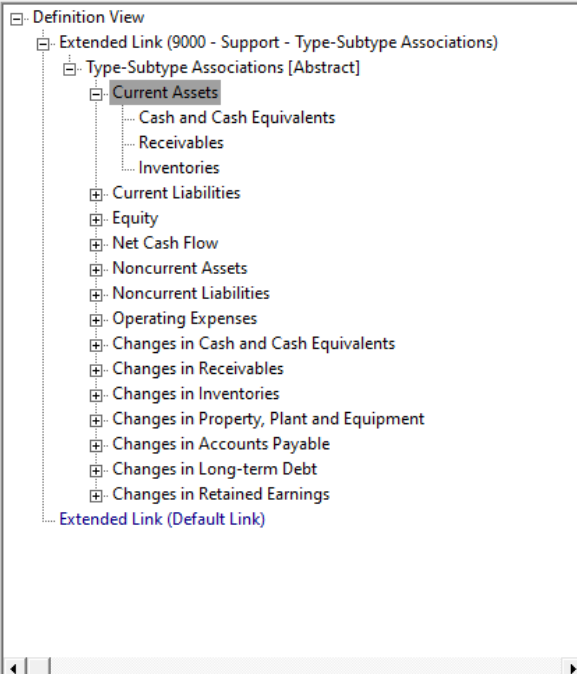 Definition View
Extended Link (9000 - Support - Type-Subtype Associations)
Type-Subtype Associations [Abstract]
Current Assets
Cash and Cash Equivalents
Receivables
Inventories
Current Liabilities
Equity
Net Cash Flow
Noncurrent Assets
Noncurrent Liabilities
Operating Expenses
Changes in Cash and Cash Equivalents
Changes in Receivables
Changes in Inventories
Changes in Property, Plant and Equipment
Changes in Accounts Payable
Changes in Long-term Debt
Changes in Retained Earnings
Extended Link (Default Link)